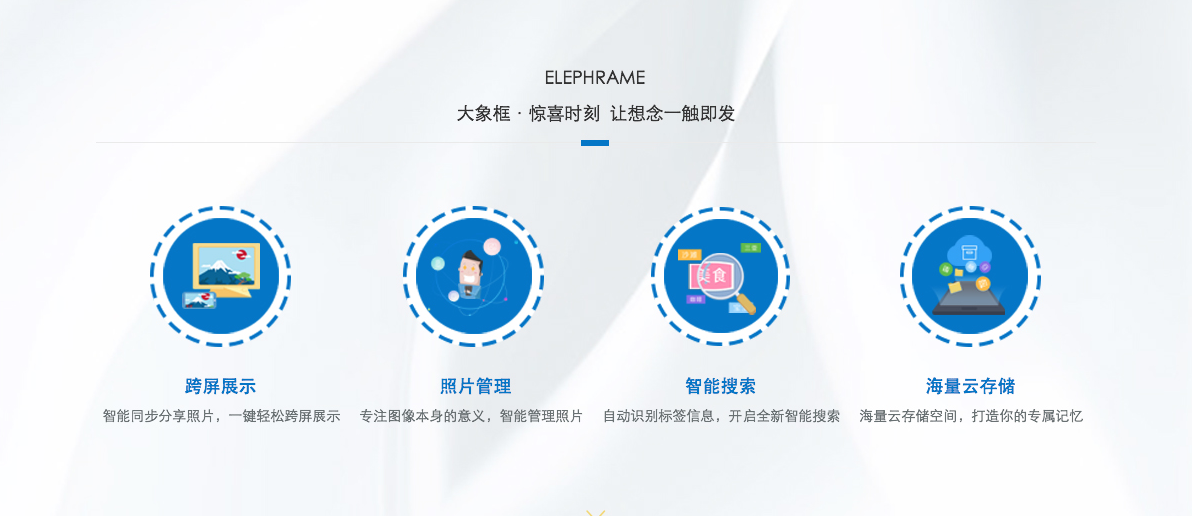 ELEPHRAME
大象框 · 惊喜时刻 让想念一触即发
美食
跨屏展示
照片管理
智能搜索
海量云存储
智能同步分享照片，一键轻松跨屏展示
专注图像本身的意义，智能管理照片
自动识别标签信息，开启全新智能搜索
海量云存储空间，打造你的专属记忆